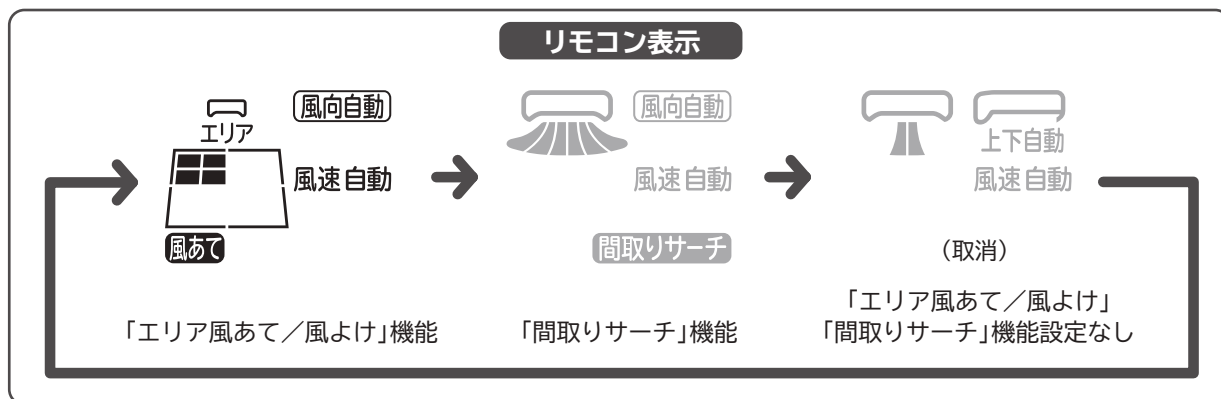 リモコン表示
エリア
風向自動
風速自動
風あて
「エリア風あて／風よけ」機能
風向自動
風速自動
間取りサーチ
「間取りサーチ」機能
上下自動
風速自動
（取消）
「エリア風あて／風よけ」
「間取りサーチ」機能設定なし